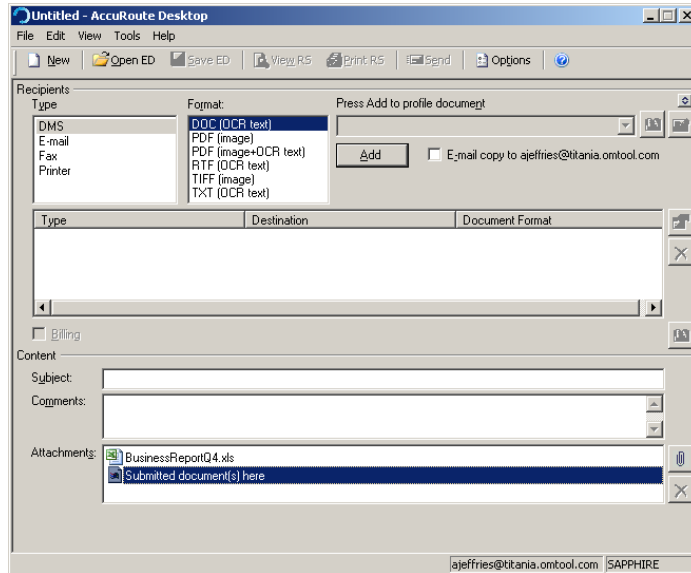 Untitled - AccuRoute Desktop
File Edit View Tools Help
New Open ED Save ED View RS Print RS Send Options
Recipients
Type Format: Press Add to profile document
DMS DOC (OCR text)
E-mail PDF (image)
Fax PDF (image+OCR text)
Printer RTF (OCR text)
TIFF (image)
TXT (OCR text)
Add E-mail copy to ajeffries@titania.omtool.com
Type Destination Document Format
Billing
Content
Subject:
Comments:
Attachments: BusinessReportQ4.xls
Submitted document(s) here
ajeffries@titania.omtool.com SAPPHIRE